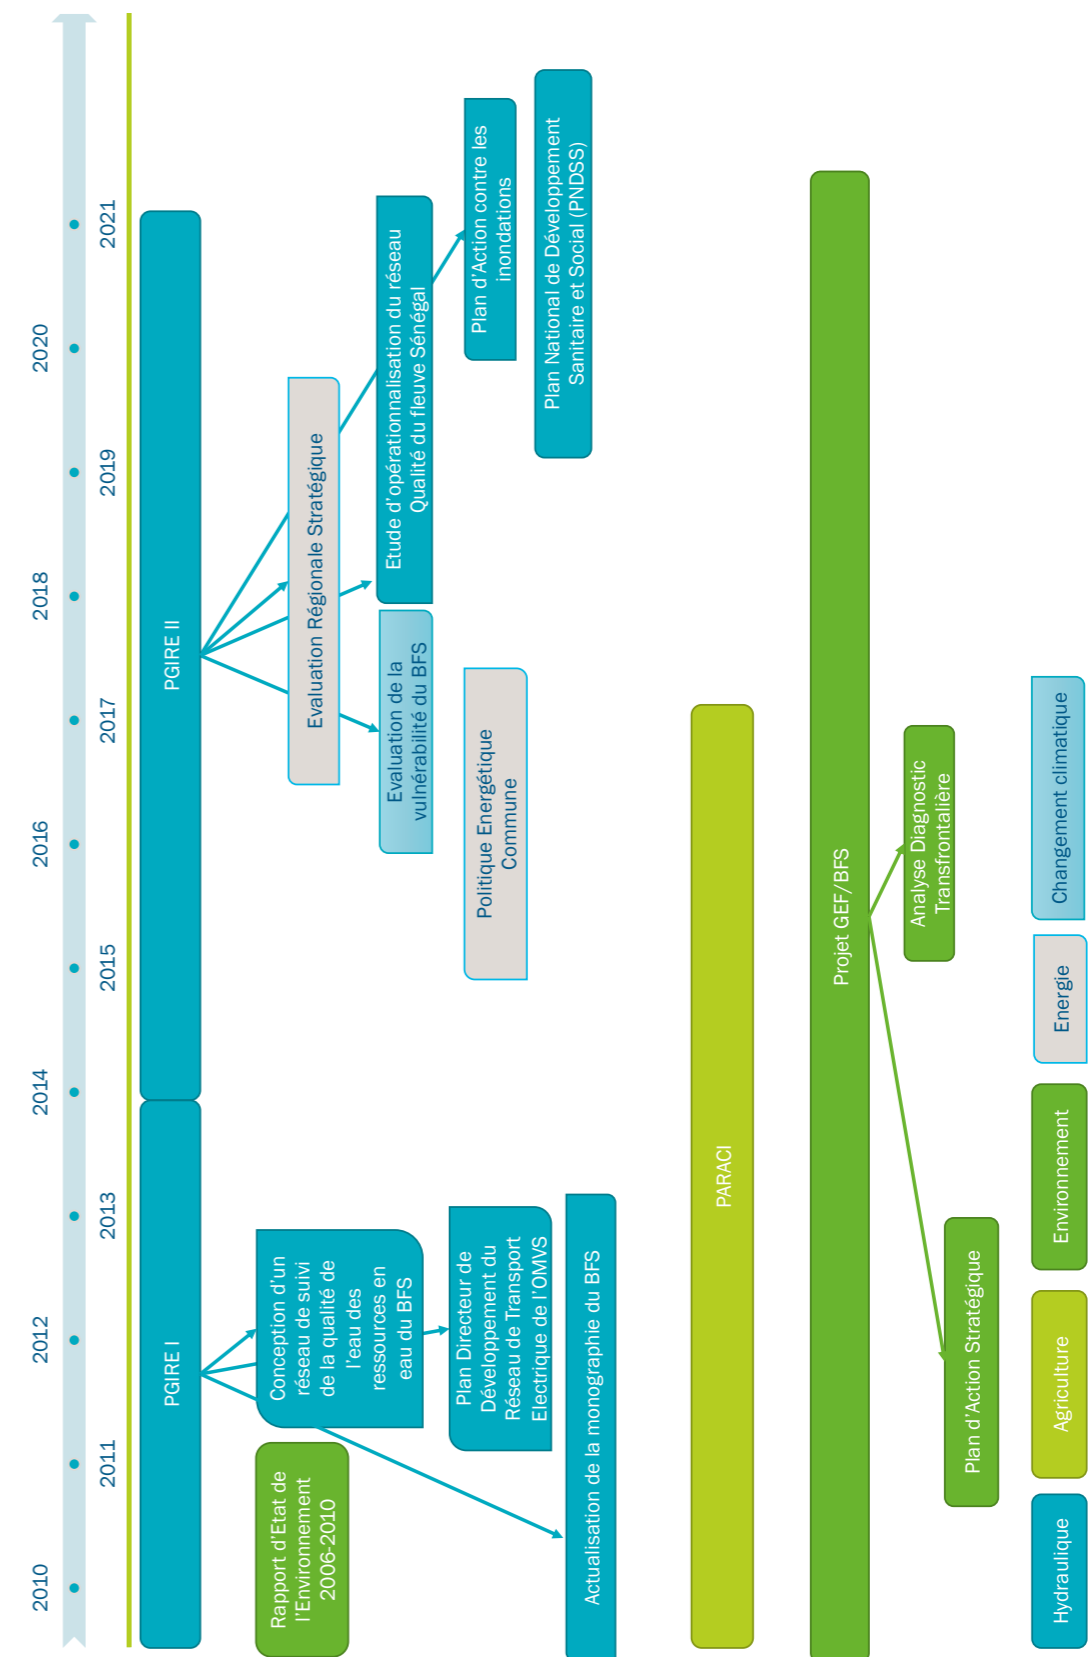 2010
2011
2012
2013
2014
2015
2016
2017
2018
2019
2020
2021
PGIRE I
PGIRE II
Rapport d'Etat de
l'Environnement
2006-2010
Conception d'un
réseau de suivi
de la qualité de
l'eau des
ressources en
eau du BFS
Evaluation Régionale Stratégique
Evaluation de la
vulnérabilité du BFS
Etude d'opérationnalisation du réseau
Qualité du fleuve Sénégal
Plan Directeur de
Développement du
Réseau de Transport
Electrique de l'OMVS
Politique Energétique
Commune
Plan d'Action contre les
inondations
Actualisation de la monographie du BFS
Plan National de Développement
Sanitaire et Social (PNDSS)
PARACI
Projet GEF/BFS
Analyse Diagnostic
Transfrontalière
Plan d'Action Stratégique
Hydraulique
Agriculture
Environnement
Energie
Changement climatique